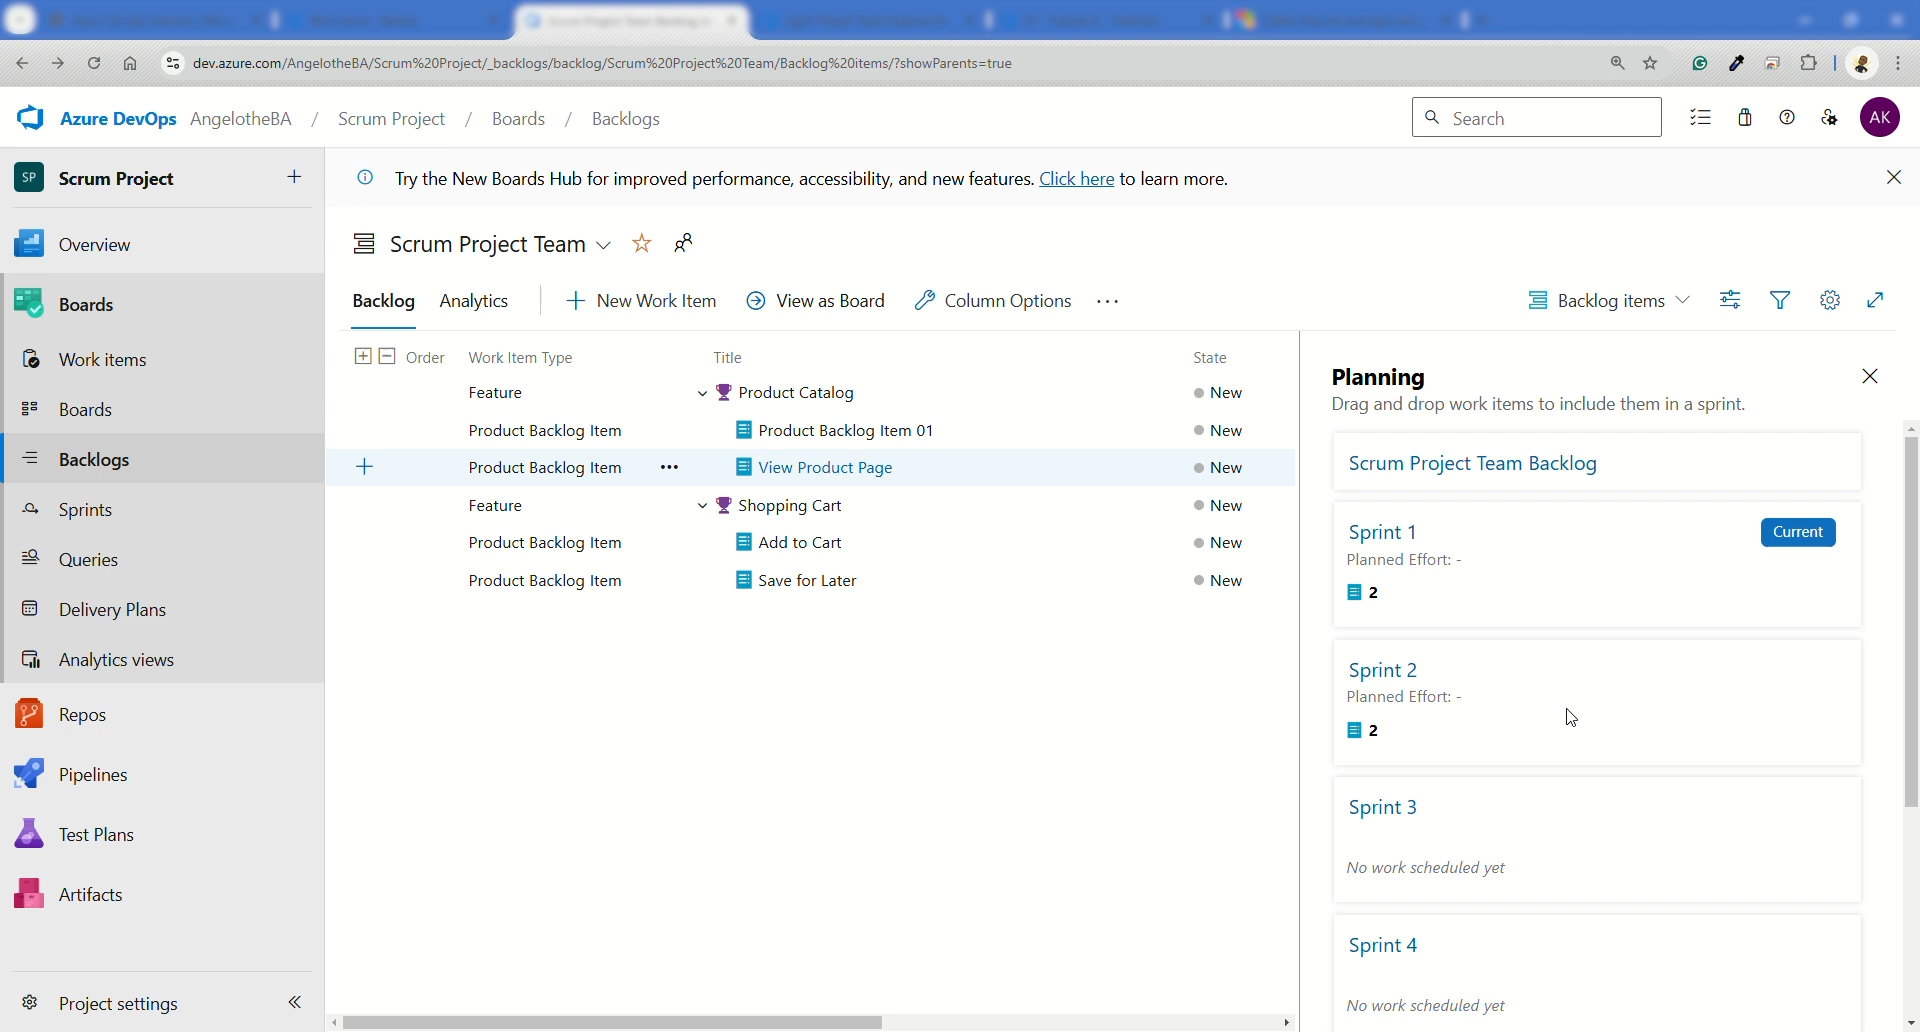 dev.azure.com/AngelotheBA/Scrum%20Project/_backlogs/backlog/Scrum%20Project%20Team/Backlog%20items/?showParents=true
Azure DevOps AngelotheBA / Scrum Project / Boards / Backlogs
Search
AK
SP Scrum Project
Try the New Boards Hub for improved performance, accessibility, and new features. Click here to learn more.
Overview
Scrum Project Team
Boards
Backlog Analytics New Work Item View as Board Column Options
Backlog items
Work items
Boards
Backlogs
Sprints
Queries
Delivery Plans
Analytics views
Repos
Pipelines
Test Plans
Artifacts
Project settings
Order Work Item Type Title State
Feature Product Catalog New
Product Backlog Item Product Backlog Item 01 New
Product Backlog Item View Product Page New
Feature Shopping Cart New
Product Backlog Item Add to Cart New
Product Backlog Item Save for Later New
Planning
Drag and drop work items to include them in a sprint.
Scrum Project Team Backlog
Sprint 1 Current
Planned Effort: -
2
Sprint 2
Planned Effort: -
2
Sprint 3
No work scheduled yet
Sprint 4
No work scheduled yet